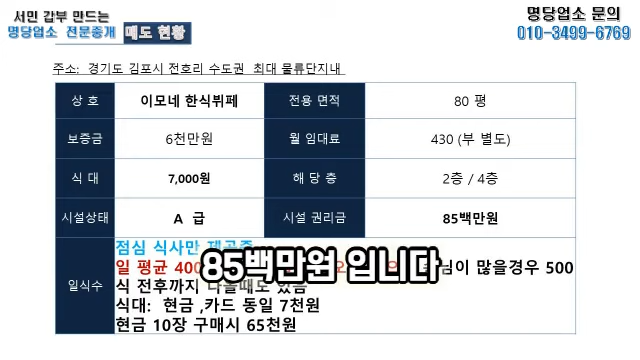 서민 갑부 만드는
명당업소 전문중개 매도 현황
명당업소 문의
010-3499-6769
주소: 경기도 김포시 전호리 수도권 최대 물류단지내
상 호 이모네 한식뷔페 전용 면적 80 평
보증금 6천만원 월 임대료 430 (부 별도)
식 대 7,000원 해 당 층 2층 / 4층
시설상태 A 급 시설 권리금 85백만원
일식수
점심 식사만
일 평균 400 많을경우 500
85백만원 입니다
식 전후까지
식대: 현금 ,카드 동일 7천원
현금 10장 구매시 65천원